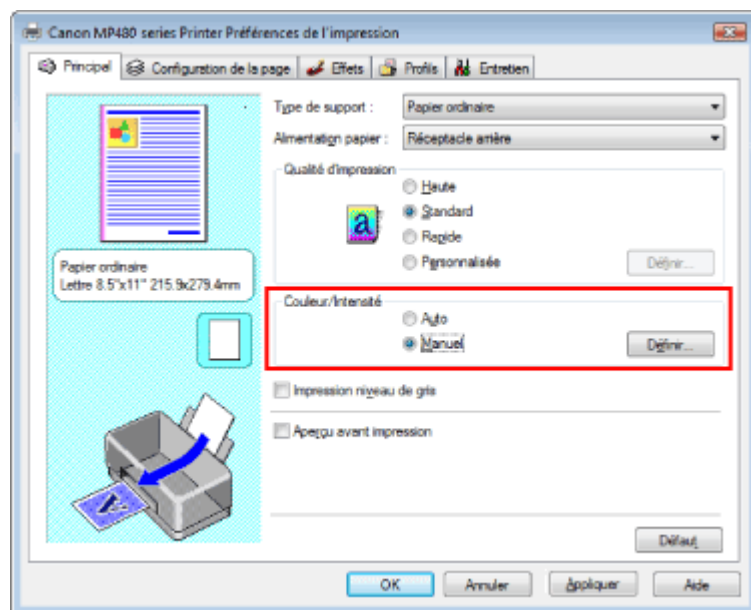 Canon MP480 series Printer Préférences de l'impression
Principal Configuration de la page Effets Profils Entretien
Type de support : Papier ordinaire
Alimentation papier : Réceptacle arrière
Qualité d'impression
Haute
Standard
Rapide
Personnalisée Définir...
a
Papier ordinaire
Lettre 8.5"x11" 215.9x279.4mm
Couleur/Intensité
Auto
Manuel Définir...
Impression niveau de gris
Aperçu avant impression
A
Défaut
OK Annuler Appliquer Aide